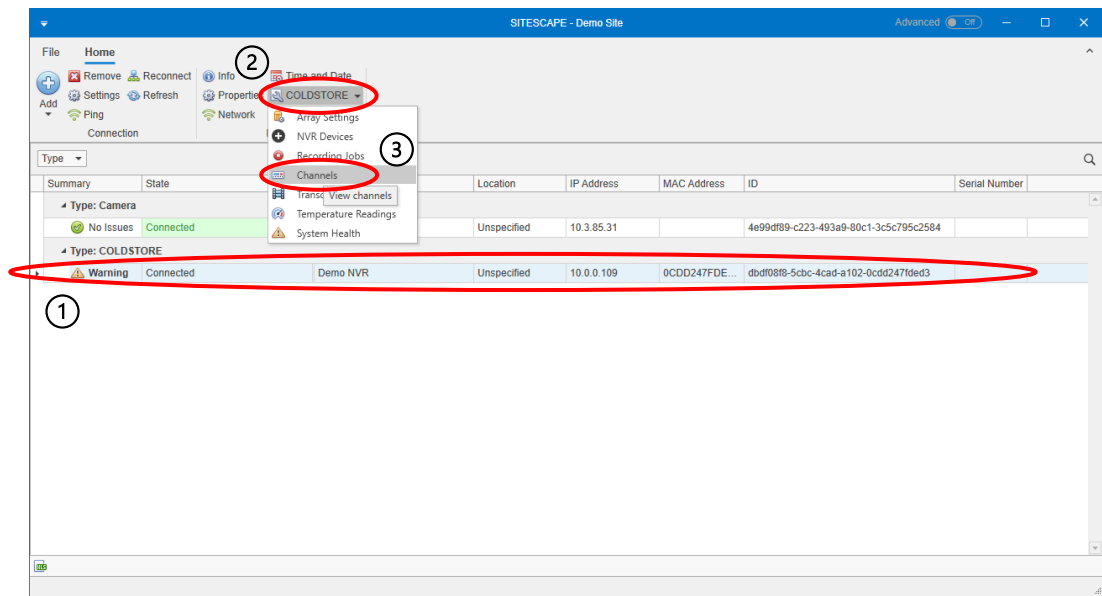 SITESCAPE - Demo Site
Advanced Off
File Home
2
Remove Reconnect Info Time and Date
Add Settings Refresh Properties COLDSTORE
Ping Network Array Settings
Connection
NVR Devices
3
Type Recording Jobs
Channels
Summary State Location IP Address MAC Address ID Serial Number
View channels
Type: Camera
Temperature Readings
No Issues Connected Unspecified 10.3.85.31 4e99df89-c223-493a9-80c1-3c5c795c2584
System Health
Type: COLDSTORE
Warning Connected Demo NVR Unspecified 10.0.0.109 0CDD247FDE... dbdf08f8-5cbc-4cad-a102-0cdd247fded3
1